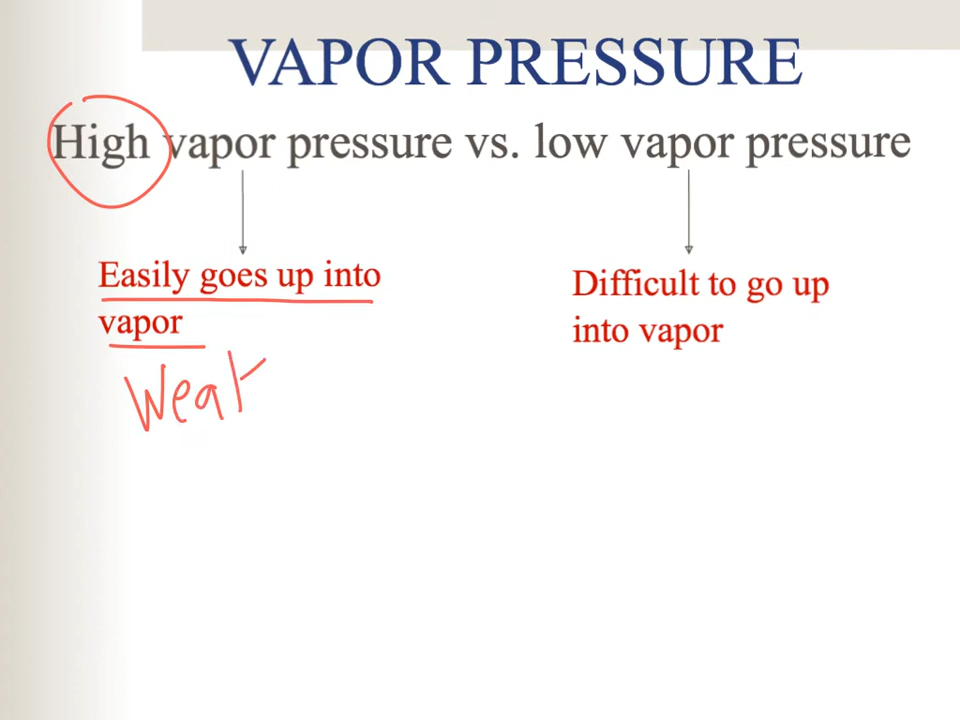 VAPOR PRESSURE
High vapor pressure vs. low vapor pressure
Easily goes up into
vapor
Difficult to go up
into vapor